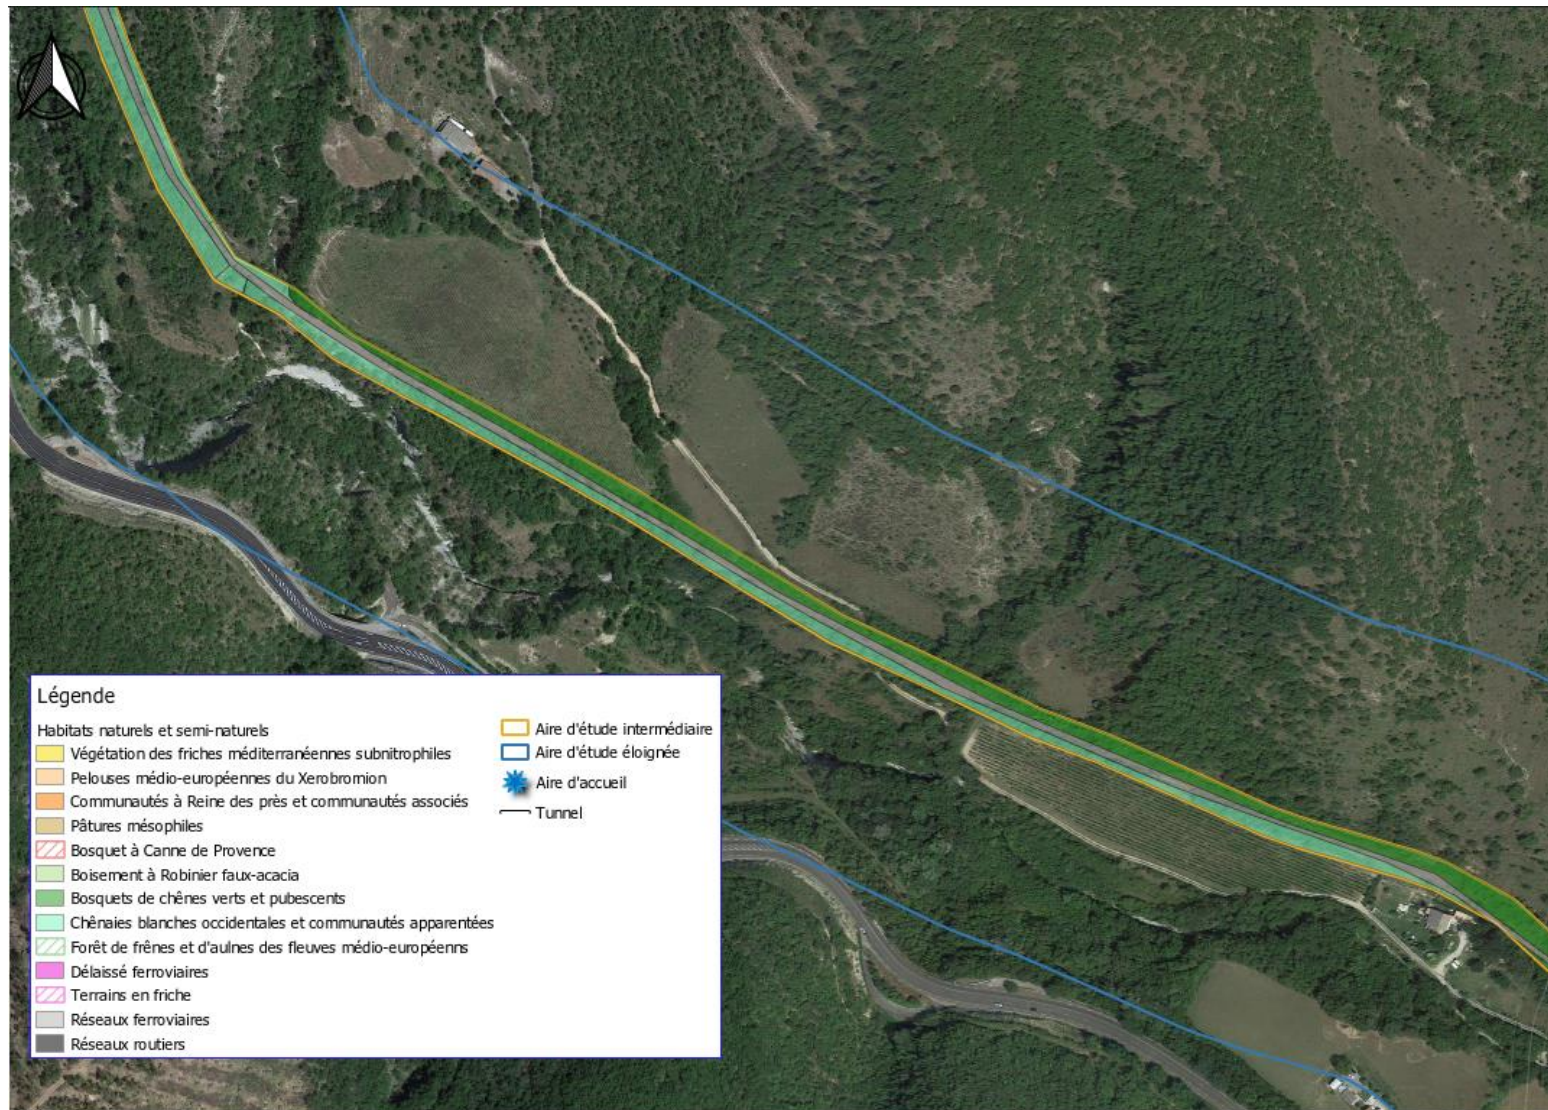 Légende
Habitats naturels et semi-naturels
Végétation des friches méditerranéennes subnitrophiles
Pelouses médio-européennes du Xerobromion
Communautés à Reine des près et communautés associés
Pâtures mésophiles
Bosquet à Canne de Provence
Boisement à Robinier faux-acacia
Bosquets de chênes verts et pubescents
Chênaies blanches occidentales et communautés apparentées
Forêt de frênes et d'aulnes des fleuves médio-européenns
Délaissé ferroviaires
Terrains en friche
Réseaux ferroviaires
Réseaux routiers
Aire d'étude intermédiaire
Aire d'étude éloignée
Aire d'accueil
Tunnel